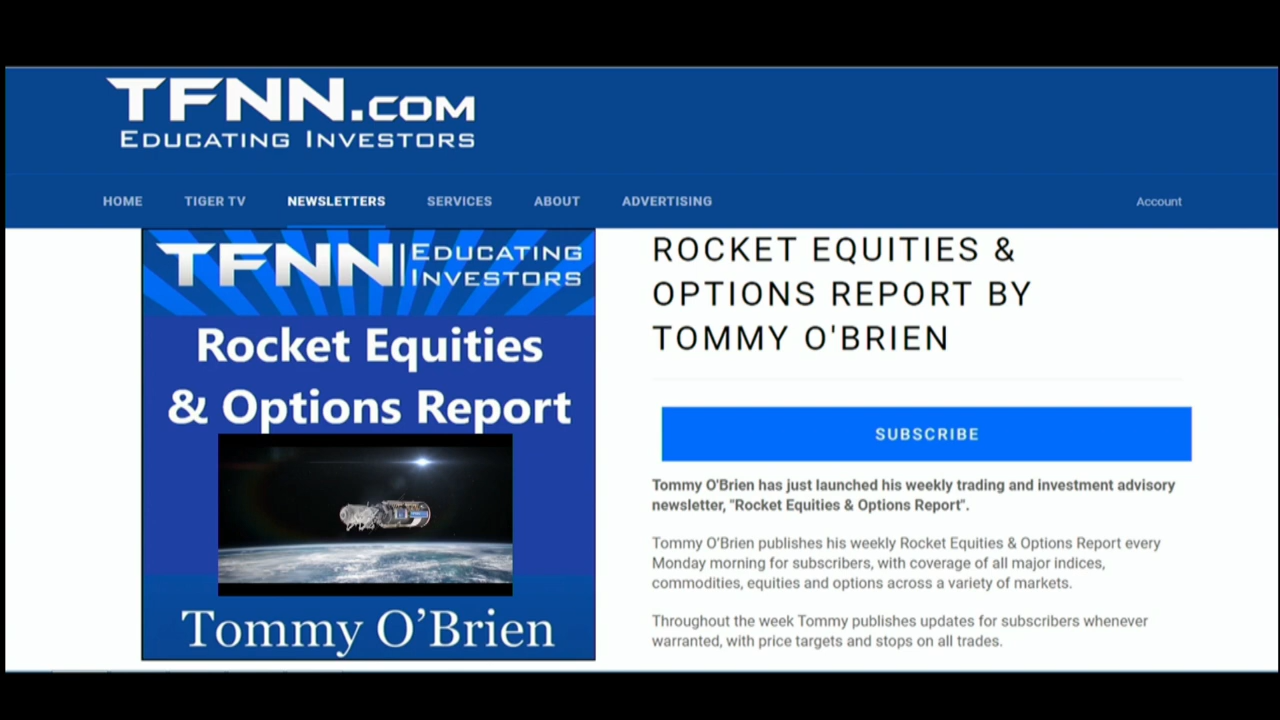 TFNN.COM
EDUCATING INVESTORS
HOME TIGER TV NEWSLETTERS SERVICES ABOUT ADVERTISING Account
TFNN|EDUCATING
INVESTORS
Rocket Equities
& Options Report
Tommy O’Brien
ROCKET EQUITIES &
OPTIONS REPORT BY
TOMMY O'BRIEN
SUBSCRIBE
Tommy O'Brien has just launched his weekly trading and investment advisory
newsletter, "Rocket Equities & Options Report".
Tommy O’Brien publishes his weekly Rocket Equities & Options Report every
Monday morning for subscribers, with coverage of all major indices,
commodities, equities and options across a variety of markets.
Throughout the week Tommy publishes updates for subscribers whenever
warranted, with price targets and stops on all trades.